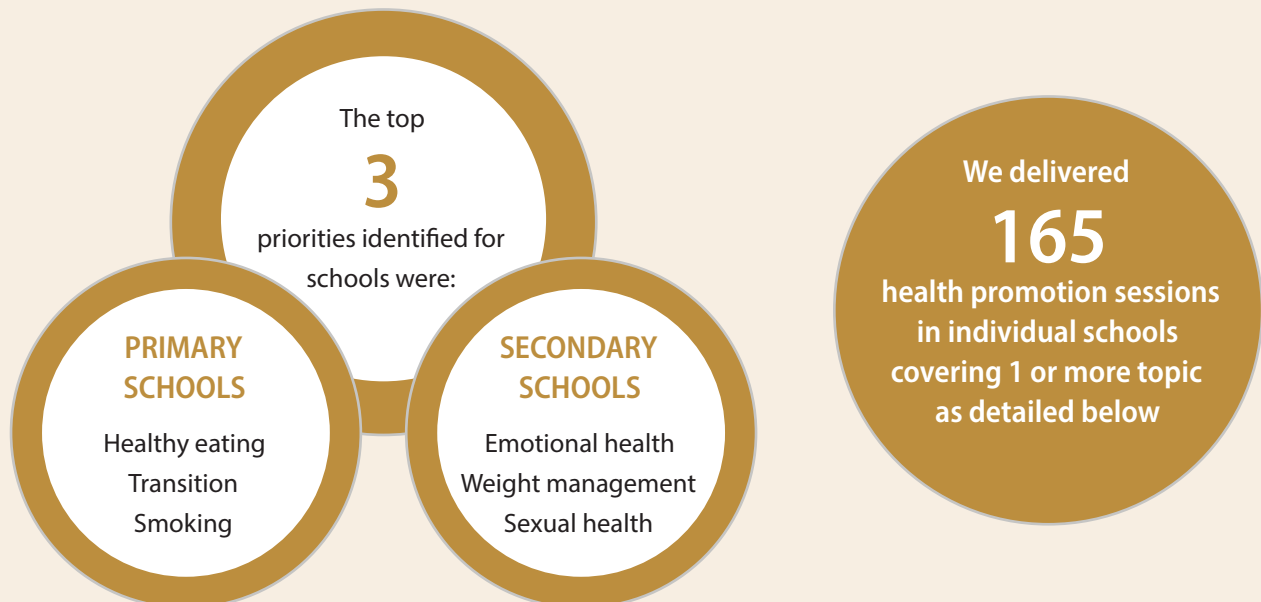 The top
3
priorities identified for
schools were:
PRIMARY
SCHOOLS
Healthy eating
Transition
Smoking
SECONDARY
SCHOOLS
Emotional health
Weight management
Sexual health
We delivered
165
health promotion sessions
in individual schools
covering 1 or more topic
as detailed below